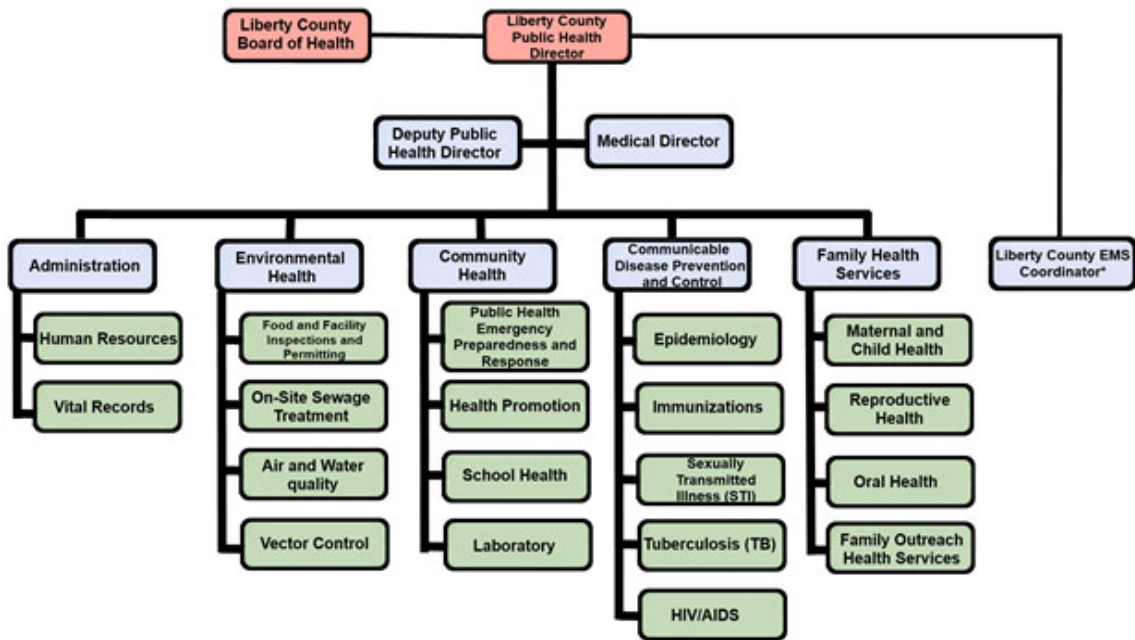 Liberty County
Board of Health
Liberty County
Public Health
Director
Deputy Public
Health Director
Medical Director
Administration
Environmental
Health
Community
Health
Communicable
Disease Prevention
and Control
Family Health
Services
Liberty County EMS
Coordinator*
Human Resources
Vital Records
Food and Facility
Inspections and
Permitting
On-Site Sewage
Treatment
Air and Water
quality
Vector Control
Public Health
Emergency
Preparedness and
Response
Health Promotion
School Health
Laboratory
Epidemiology
Immunizations
Sexually
Transmitted
Illness (STI)
Tuberculosis (TB)
HIV/AIDS
Maternal and
Child Health
Reproductive
Health
Oral Health
Family Outreach
Health Services